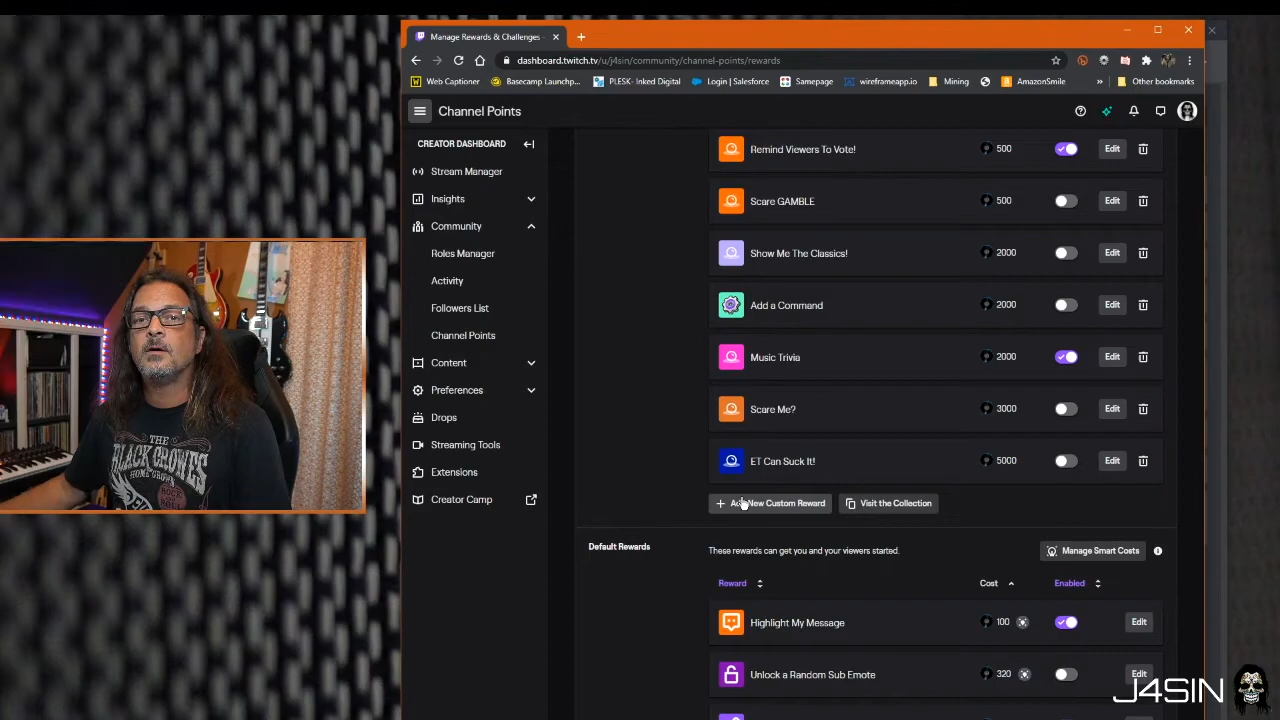 Manage Rewards & Challenges -
dashboard.twitch.tv/u/j4sin/community/channel-points/rewards
Web Captioner
Basecamp Launchp...
PLESK- Inked Digital
Login | Salesforce
Samepage
wireframeapp.io
Mining
AmazonSmile
»
Other bookmarks
Channel Points
CREATOR DASHBOARD
Stream Manager
Insights
Community
Roles Manager
Activity
Followers List
Channel Points
Content
Preferences
Drops
Streaming Tools
Extensions
Creator Camp
Remind Viewers To Vote! 500 Edit
Scare GAMBLE 500 Edit
Show Me The Classics! 2000 Edit
Add a Command 2000 Edit
Music Trivia 2000 Edit
Scare Me? 3000 Edit
ET Can Suck It! 5000 Edit
+ Add New Custom Reward
Visit the Collection
Default Rewards
These rewards can get you and your viewers started.
Manage Smart Costs
Reward Cost Enabled
Highlight My Message 100 Edit
Unlock a Random Sub Emote 320 Edit
THE
BLACK CROWES
J4SIN